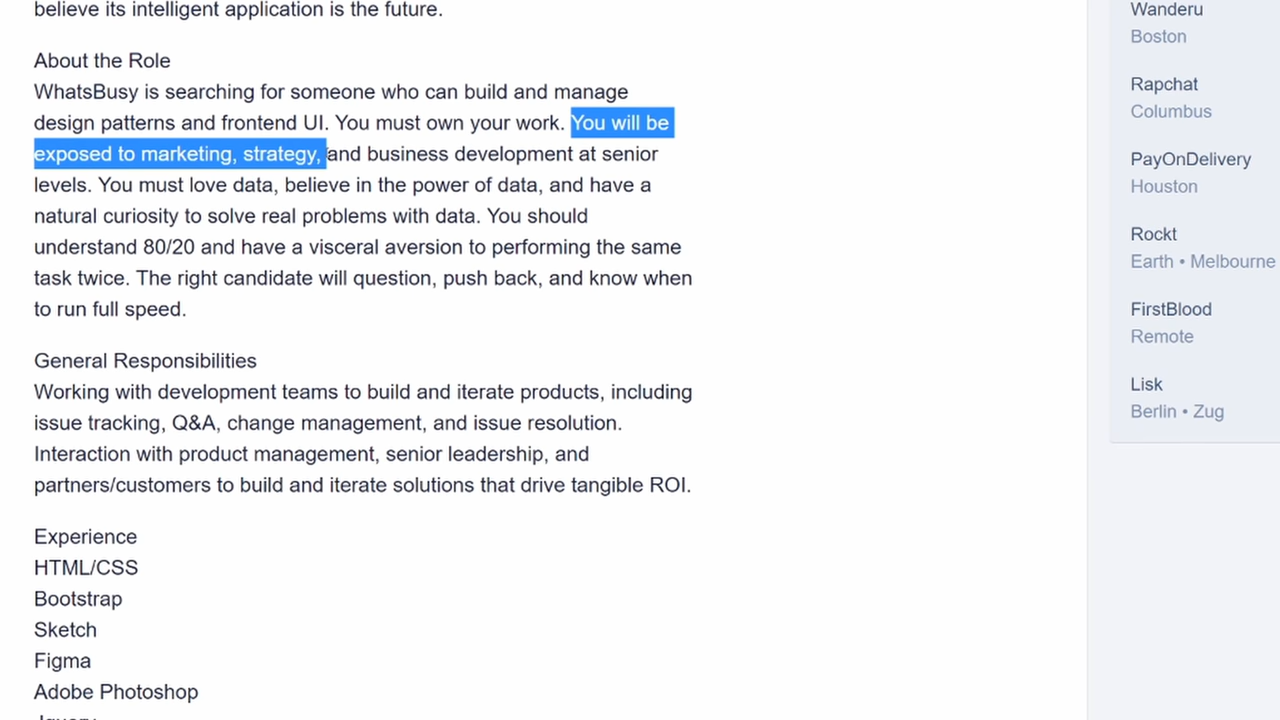 believe its intelligent application is the future.
About the Role
WhatsBusy is searching for someone who can build and manage
design patterns and frontend UI. You must own your work. You will be
exposed to marketing, strategy, and business development at senior
levels. You must love data, believe in the power of data, and have a
natural curiosity to solve real problems with data. You should
understand 80/20 and have a visceral aversion to performing the same
task twice. The right candidate will question, push back, and know when
to run full speed.
General Responsibilities
Working with development teams to build and iterate products, including
issue tracking, Q&A, change management, and issue resolution.
Interaction with product management, senior leadership, and
partners/customers to build and iterate solutions that drive tangible ROI.
Experience
HTML/CSS
Bootstrap
Sketch
Figma
Adobe Photoshop
Wanderu
Boston
Rapchat
Columbus
PayOnDelivery
Houston
Rockt
Earth • Melbourne
FirstBlood
Remote
Lisk
Berlin • Zug